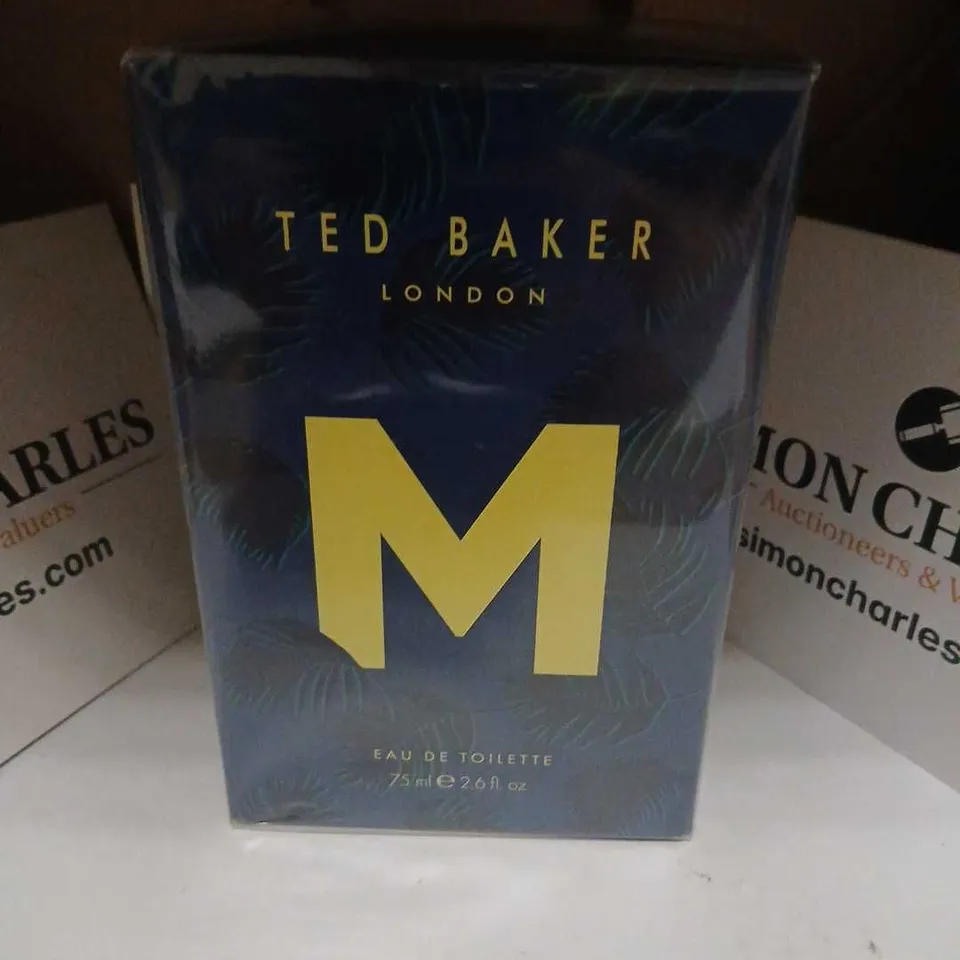 TED BAKER
LONDON
M
EAU DE TOILETTE
75 ml e 2.6 fl. oz
ARLES
aluers
es.com
MON CH
Auctioneers & V
simoncharles